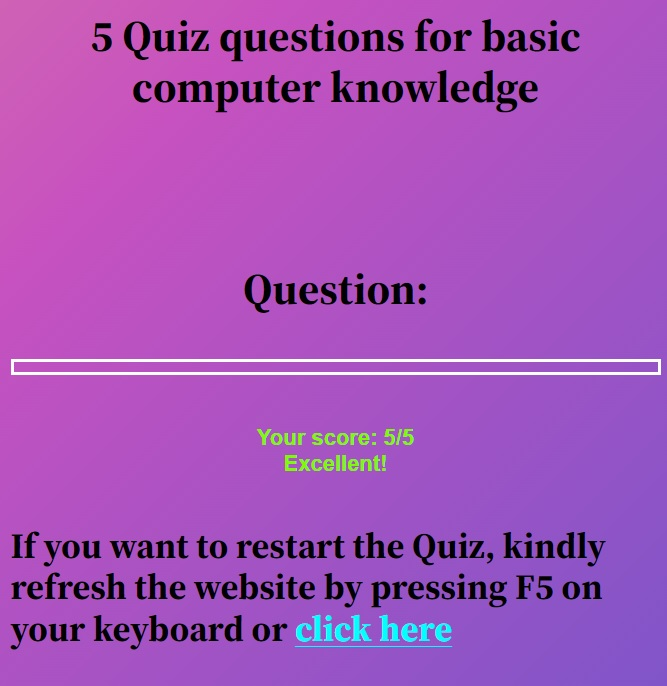 5 Quiz questions for basic
computer knowledge
Question:
Your score: 5/5
Excellent!
If you want to restart the Quiz, kindly
refresh the website by pressing F5 on
your keyboard or click here